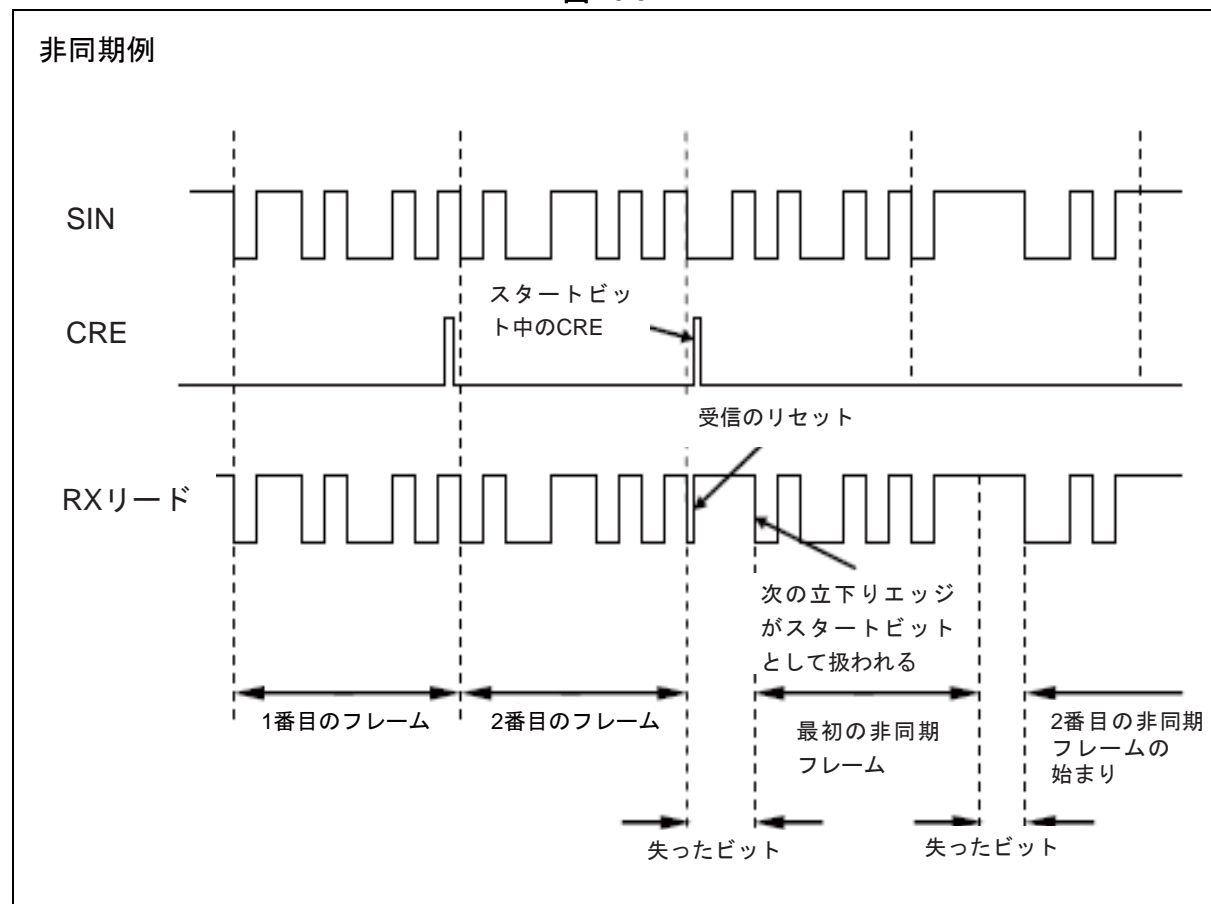 非同期例
SIN
スタートビッ
ト中のCRE
CRE
受信のリセット
RXリード
次の立下りエッジ
がスタートビット
として扱われる
1番目のフレーム
2番目のフレーム
最初の非同期
フレーム
2番目の非同期
フレームの
始まり
失ったビット
失ったビット